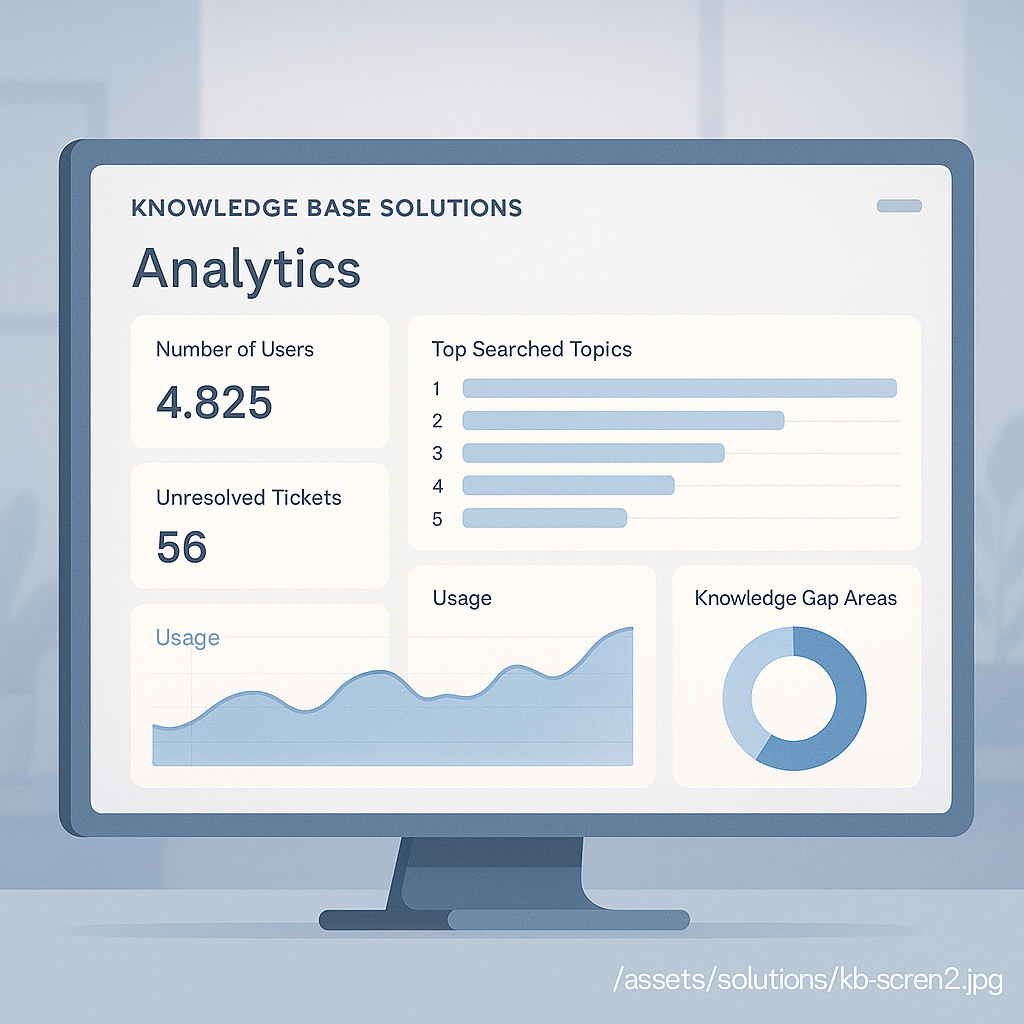 KNOWLEDGE BASE SOLUTIONS
Analytics
Number of Users
4.825
Unresolved Tickets
56
Usage
Top Searched Topics
1
2
3
4
5
Usage
Knowledge Gap Areas
/assets/solutions/kb-scren2.jpg